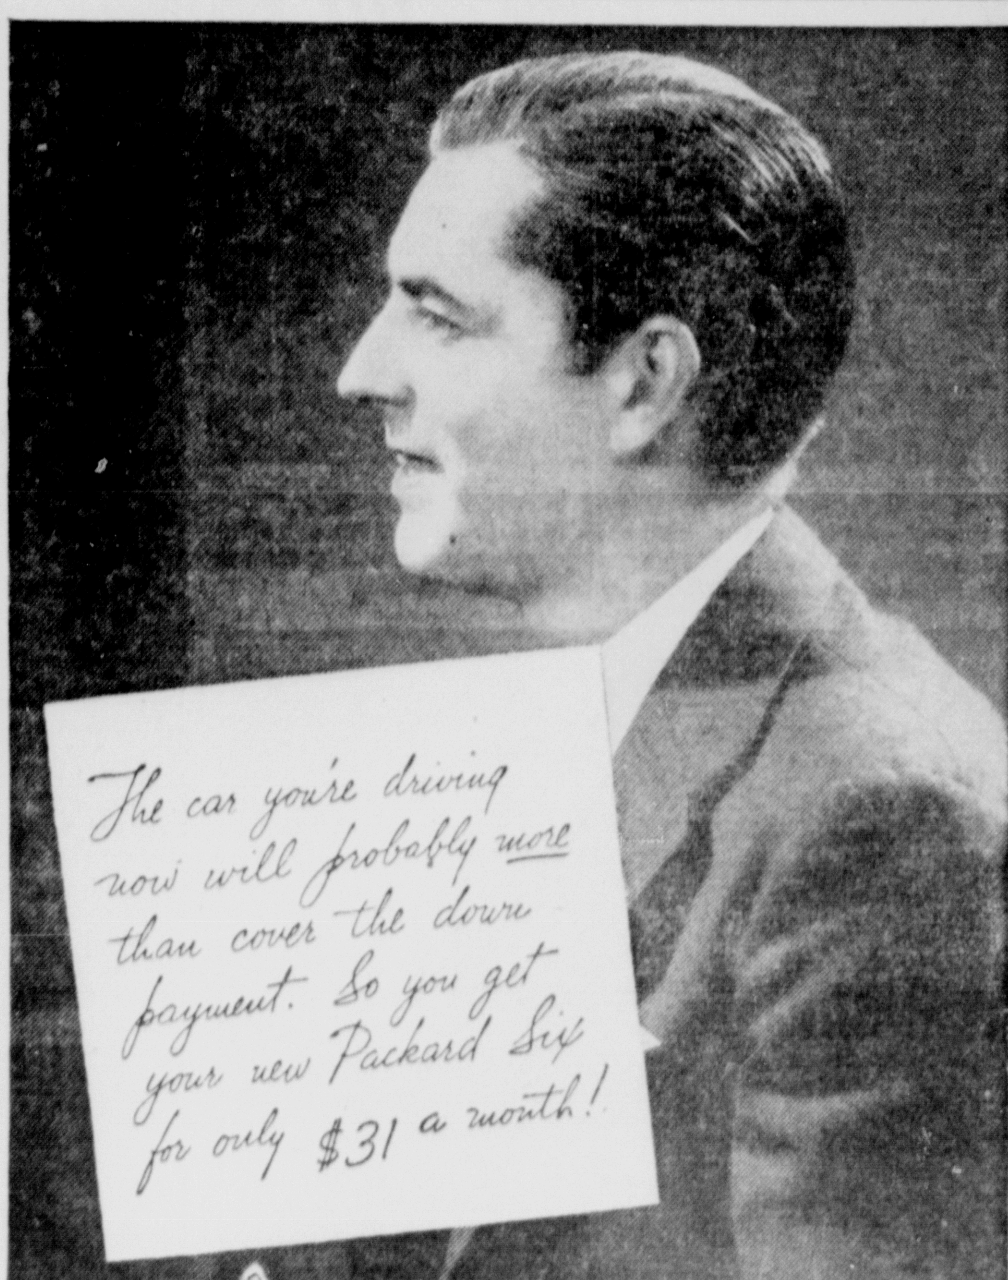 The car you're driving
now will probably more
than cover the down
payment. So you get
your new Packard Six
for only $31 a month!